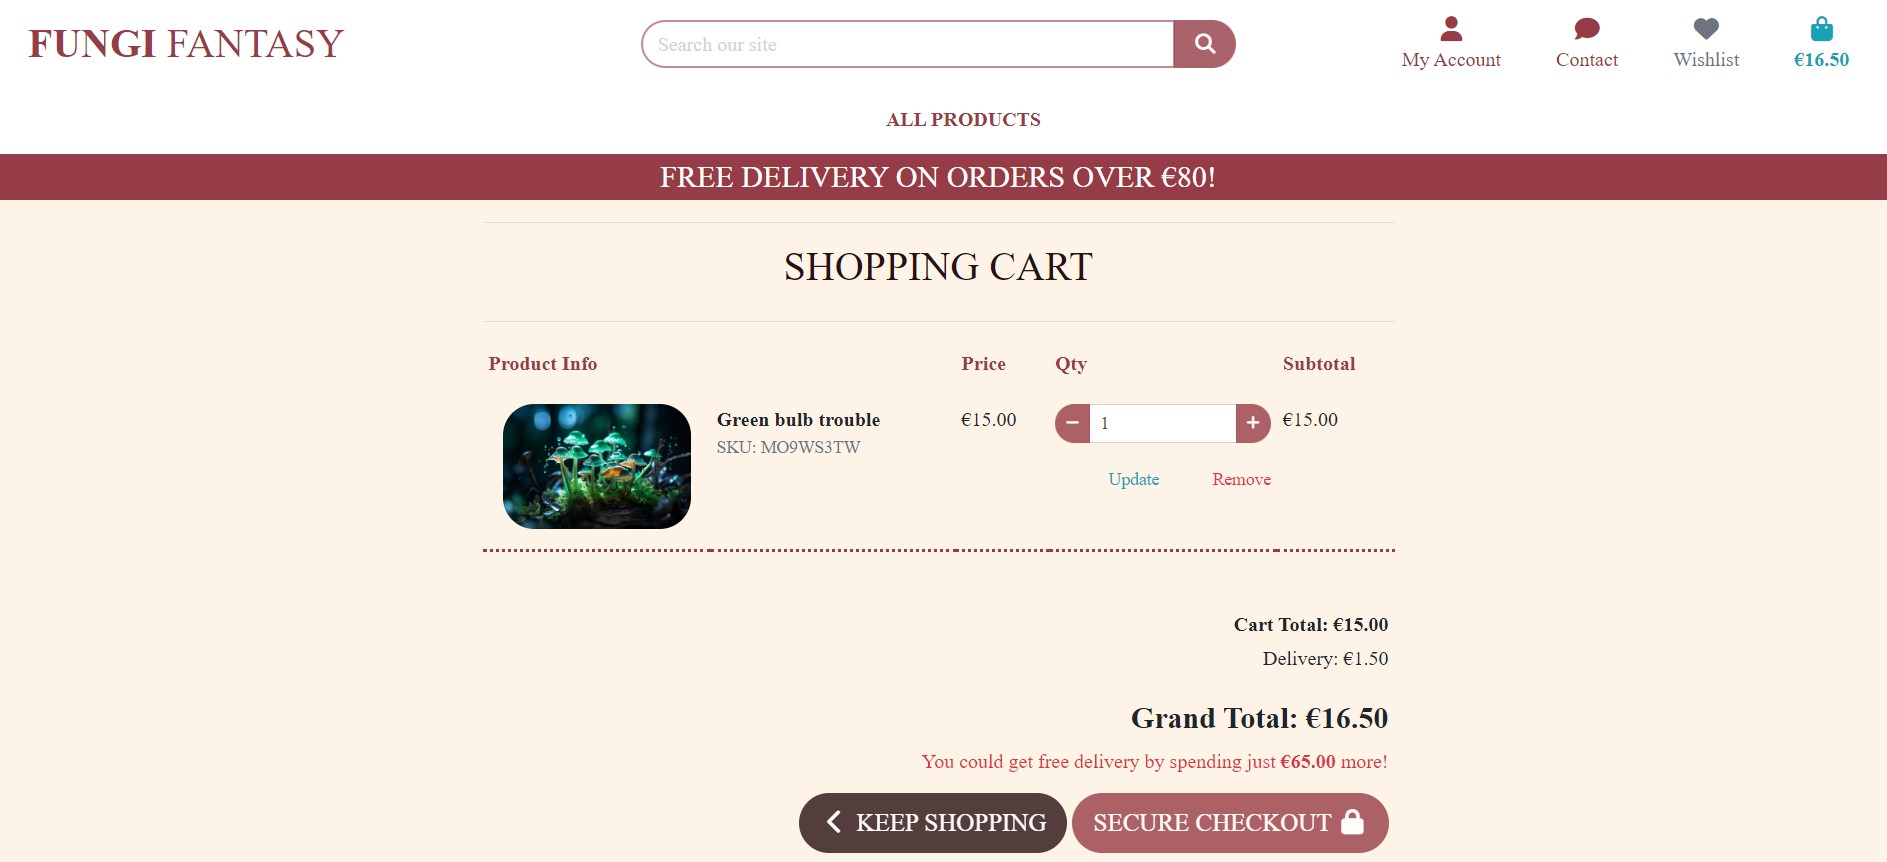 FUNGI FANTASY
Search our site
My Account
Contact
Wishlist
€16.50
ALL PRODUCTS
FREE DELIVERY ON ORDERS OVER €80!
SHOPPING CART
Product Info Price Qty Subtotal
Green bulb trouble €15.00 1 €15.00
SKU: MO9WS3TW
Update Remove
Cart Total: €15.00
Delivery: €1.50
Grand Total: €16.50
You could get free delivery by spending just €65.00 more!
KEEP SHOPPING SECURE CHECKOUT